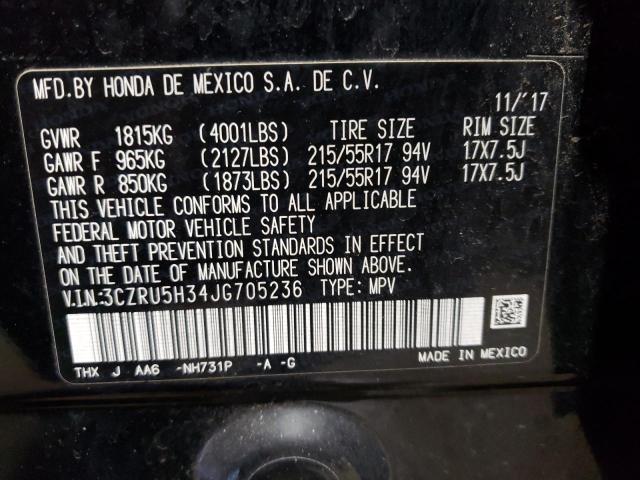 MFD.BY HONDA DE MEXICO S.A. DE C.V.
11/'17
GVWR 1815KG (4001LBS) TIRE SIZE RIM SIZE
GAWR F 965KG (2127LBS) 215/55R17 94V 17X7.5J
GAWR R 850KG (1873LBS) 215/55R17 94V 17X7.5J
THIS VEHICLE CONFORMS TO ALL APPLICABLE
FEDERAL MOTOR VEHICLE SAFETY
AND THEFT PREVENTION STANDARDS IN EFFECT
ON THE DATE OF MANUFACTURE SHOWN ABOVE.
V.I.N.:3CZRU5H34JG705236 TYPE: MPV
THX J AA6 -NH731P -A -G MADE IN MEXICO